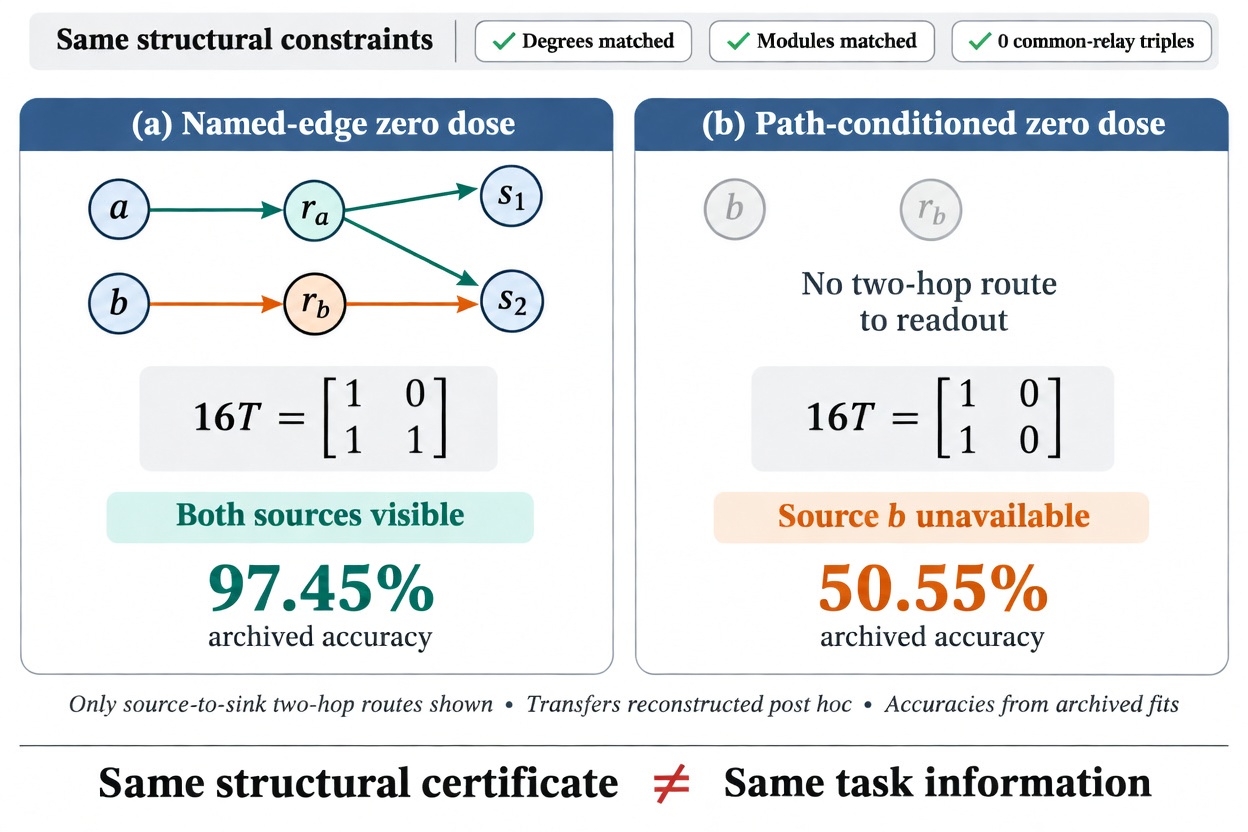 Same structural constraints
✓ Degrees matched
✓ Modules matched
✓ 0 common-relay triples
(a) Named-edge zero dose
a
r_a
s_1
b
r_b
s_2
16T = [1 0
1 1]
Both sources visible
97.45%
archived accuracy
(b) Path-conditioned zero dose
b
r_b
No two-hop route
to readout
16T = [1 0
1 0]
Source b unavailable
50.55%
archived accuracy
Only source-to-sink two-hop routes shown • Transfers reconstructed post hoc • Accuracies from archived fits
Same structural certificate ≠ Same task information